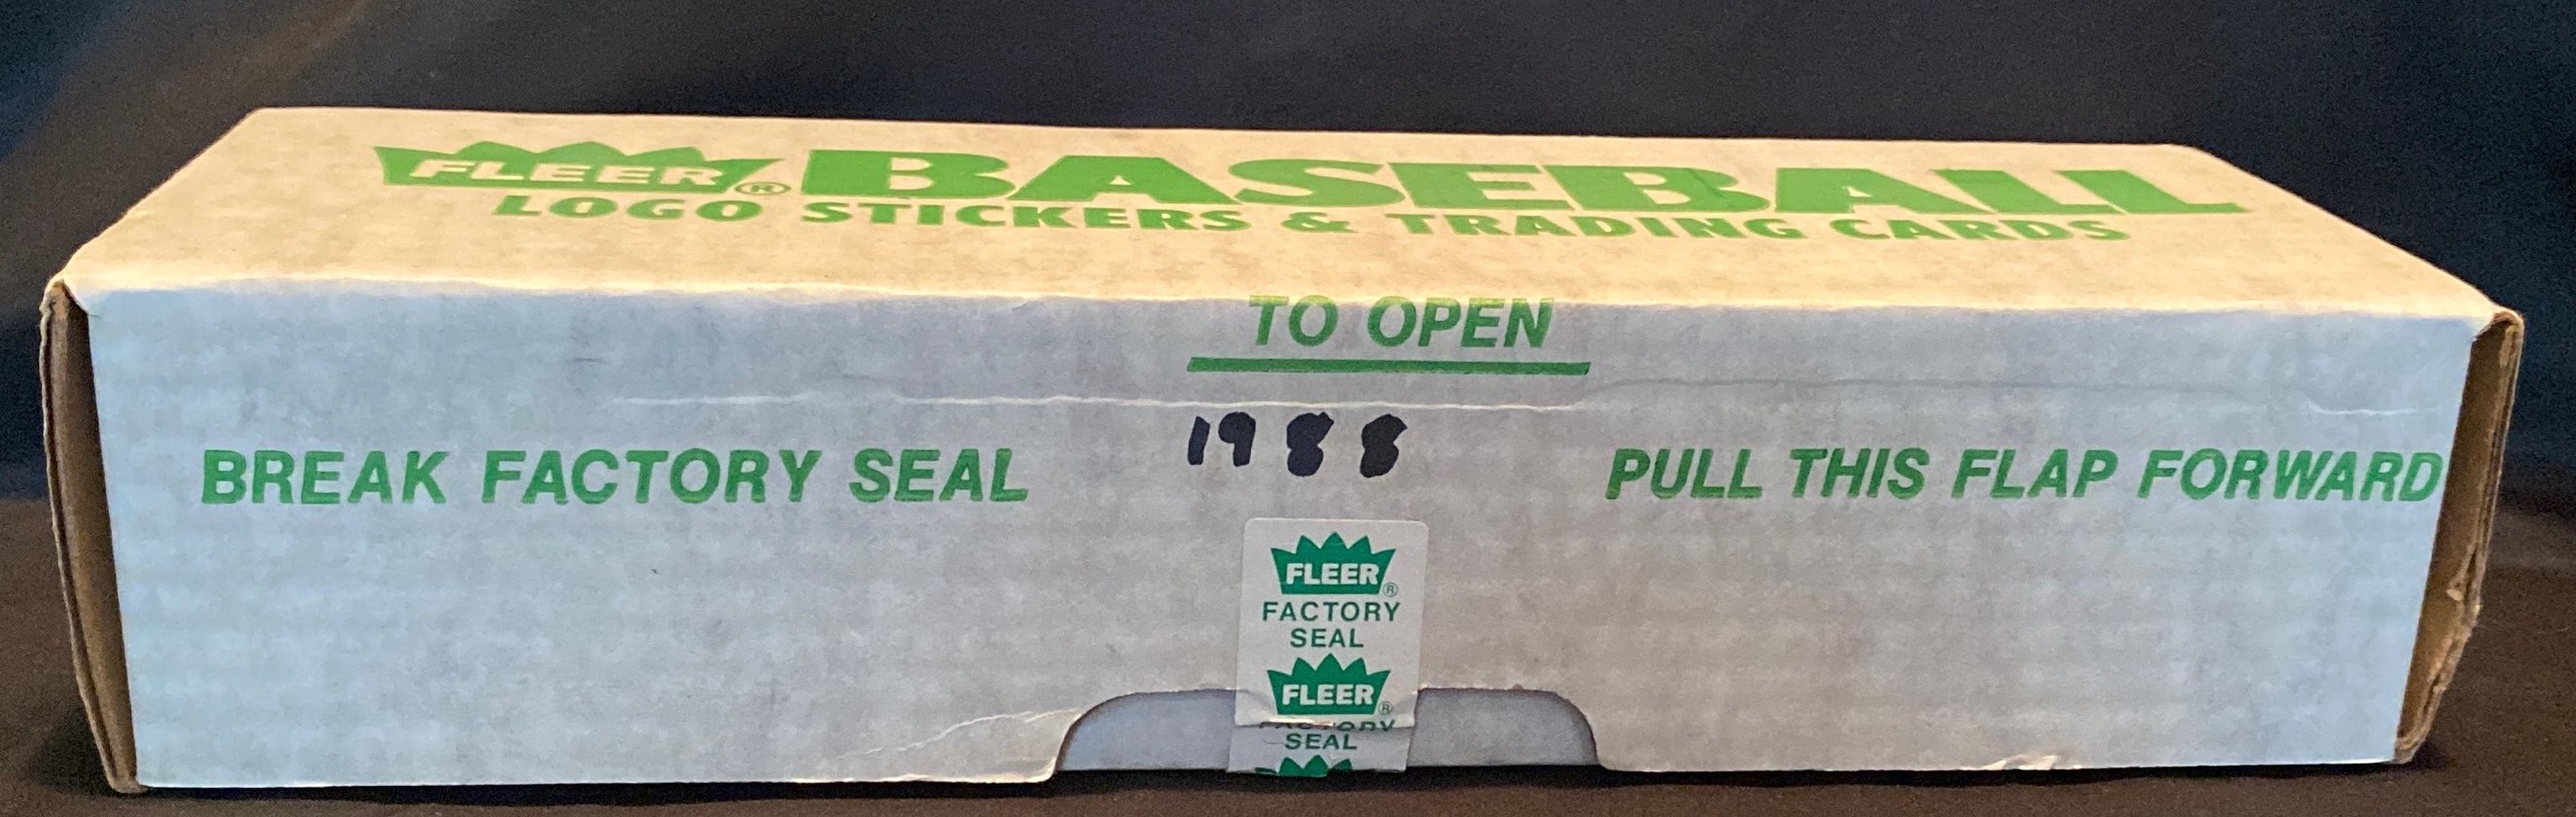 FLEER® BASEBALL
LOGO STICKERS & TRADING CARDS
TO OPEN
1988
BREAK FACTORY SEAL
PULL THIS FLAP FORWARD
FLEER®
FACTORY
SEAL
FLEER®
FACTORY
SEAL